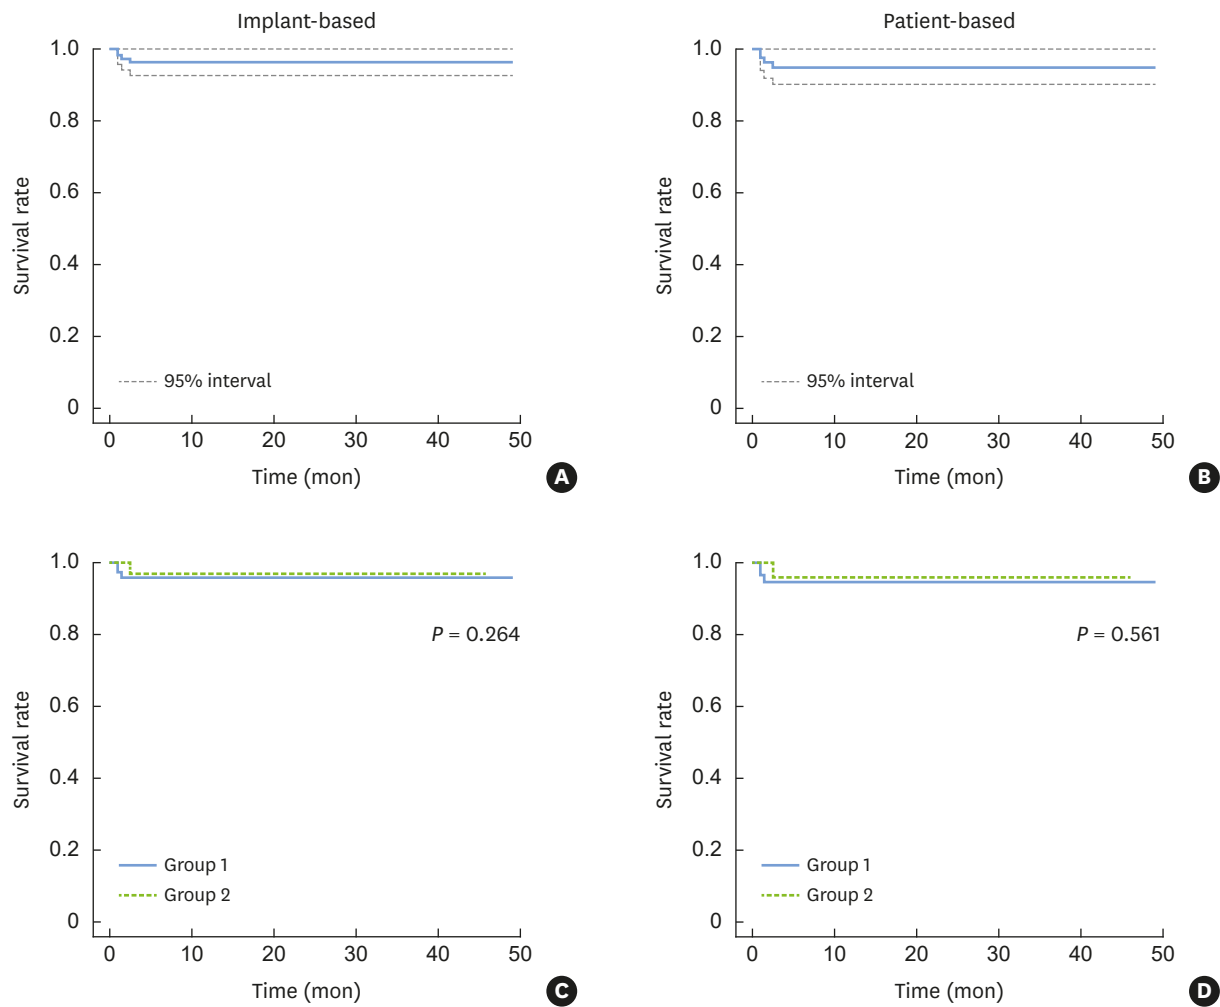 Implant-based
1.0
0.8
0.6
0.4
0.2
0
Survival rate
95% interval
0 10 20 30 40 50
Time (mon)
A
Patient-based
1.0
0.8
0.6
0.4
0.2
0
Survival rate
95% interval
0 10 20 30 40 50
Time (mon)
B
1.0
0.8
0.6
0.4
0.2
0
Survival rate
P = 0.264
Group 1
Group 2
0 10 20 30 40 50
Time (mon)
C
1.0
0.8
0.6
0.4
0.2
0
Survival rate
P = 0.561
Group 1
Group 2
0 10 20 30 40 50
Time (mon)
D